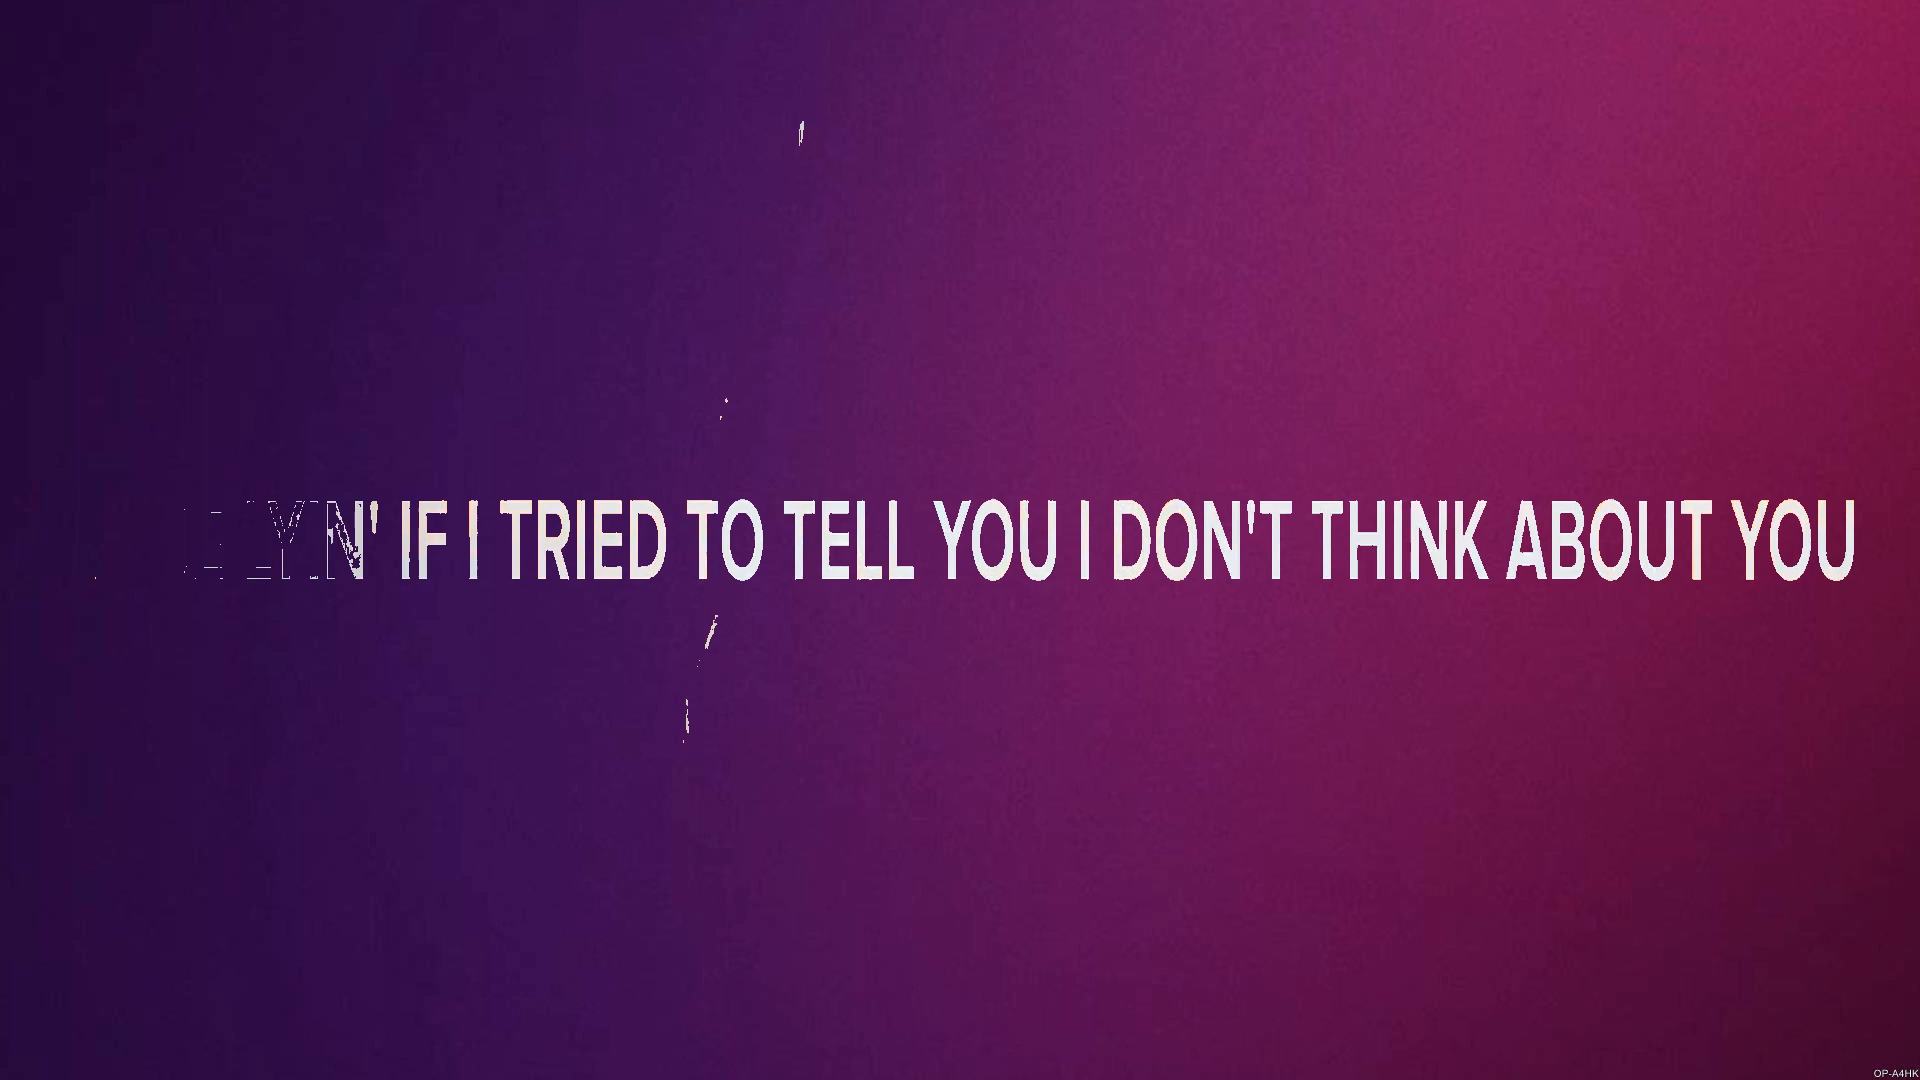 LYIN' IF I TRIED TO TELL YOU I DON'T THINK ABOUT YOU
OP-A4HK